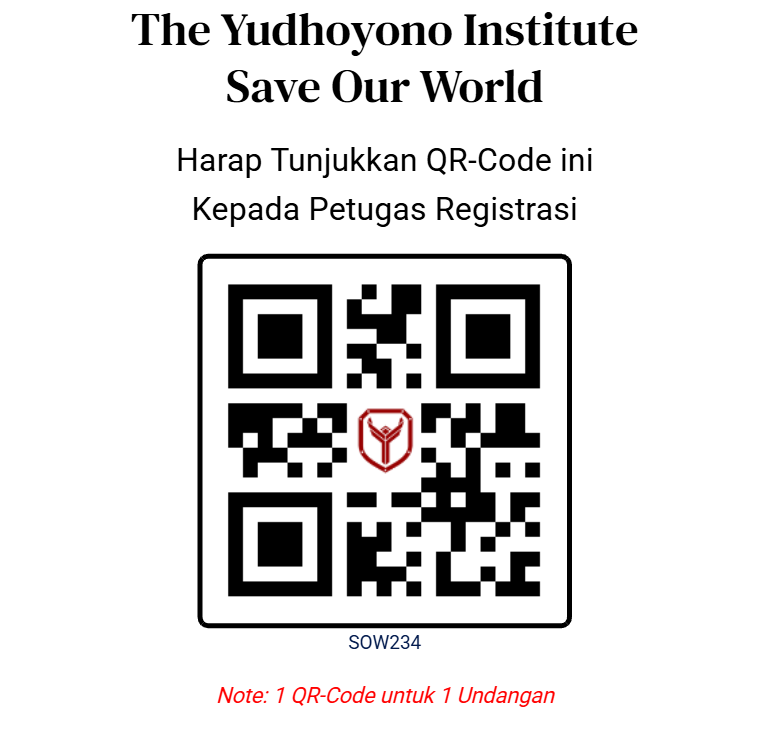 The Yudhoyono Institute
Save Our World
Harap Tunjukkan QR-Code ini
Kepada Petugas Registrasi
SOW234
Note: 1 QR-Code untuk 1 Undangan